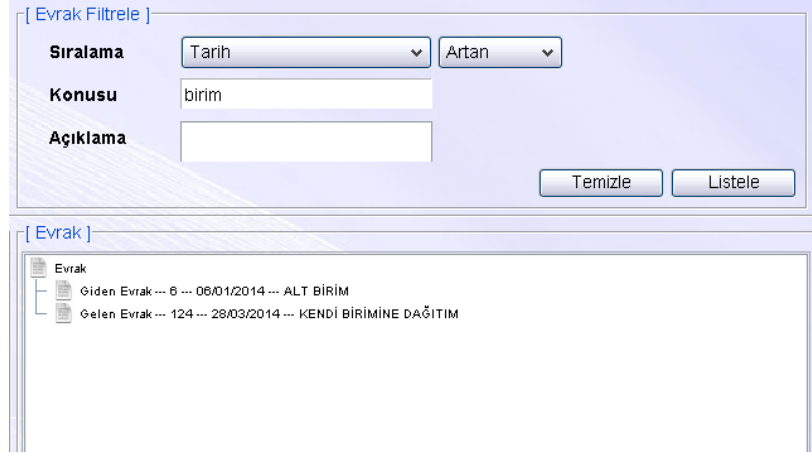 [ Evrak Filtrele ]
Sıralama Tarih Artan
Konusu birim
Açıklama
Temizle Listele
[ Evrak ]
Evrak
Giden Evrak --- 6 --- 06/01/2014 --- ALT BİRİM
Gelen Evrak --- 124 --- 28/03/2014 --- KENDİ BİRİMİNE DAĞITIM